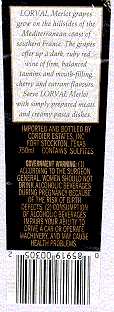 LORVAL Merlot grapes
grow on the hillsides of the
Mediterranean coast of
southern France. The grapes
offer up a dark, ruby red
wine of firm, balanced
tannins and mouth-filling
cherry and currant flavours.
Serve LORVAL Merlot
with simply prepared meats
and creamy pasta dishes.
IMPORTED AND BOTTLED BY
CORDIER ESTATES, INC.
FORT STOCKTON, TEXAS
750ml CONTAINS SULFITES
GOVERNMENT WARNING: (1)
ACCORDING TO THE SURGEON
GENERAL, WOMEN SHOULD NOT
DRINK ALCOHOLIC BEVERAGES
DURING PREGNANCY BECAUSE
OF THE RISK OF BIRTH
DEFECTS. (2) CONSUMPTION
OF ALCOHOLIC BEVERAGES
IMPAIRS YOUR ABILITY TO
DRIVE A CAR OR OPERATE
MACHINERY, AND MAY CAUSE
HEALTH PROBLEMS.
0 88999 00305 2